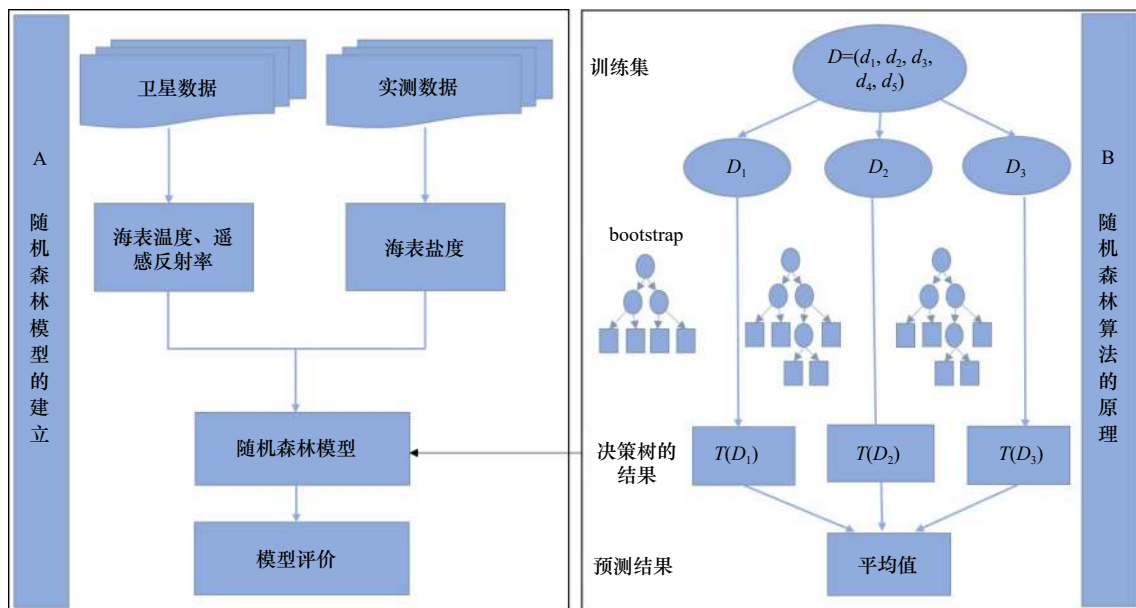 A
随
机
森
林
模
型
的
建
立
卫星数据
实测数据
海表温度、遥
感反射率
海表盐度
随机森林模型
模型评价
训练集
D=(d₁, d₂, d₃,
d₄, d₅)
D₁
D₂
D₃
bootstrap
决策树的
结果
T(D₁)
T(D₂)
T(D₃)
预测结果
平均值
B
随
机
森
林
算
法
的
原
理